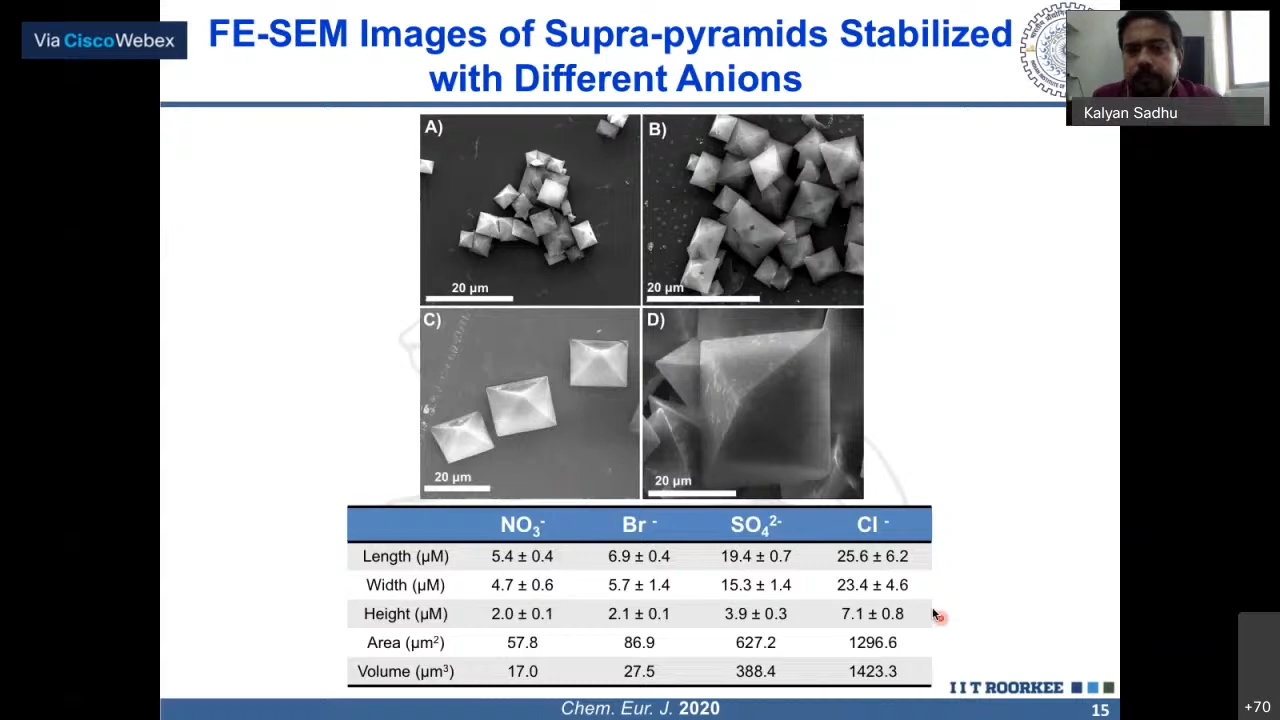 Via Cisco Webex
FE-SEM Images of Supra-pyramids Stabilized
with Different Anions
Kalyan Sadhu
A)
B)
20 µm
20 µm
C)
D)
20 µm
20 µm
NO₃⁻ Br ⁻ SO₄²⁻ Cl ⁻
Length (µM) 5.4 ± 0.4 6.9 ± 0.4 19.4 ± 0.7 25.6 ± 6.2
Width (µM) 4.7 ± 0.6 5.7 ± 1.4 15.3 ± 1.4 23.4 ± 4.6
Height (µM) 2.0 ± 0.1 2.1 ± 0.1 3.9 ± 0.3 7.1 ± 0.8
Area (µm²) 57.8 86.9 627.2 1296.6
Volume (µm³) 17.0 27.5 388.4 1423.3
I I T ROORKEE
Chem. Eur. J. 2020
15
+70